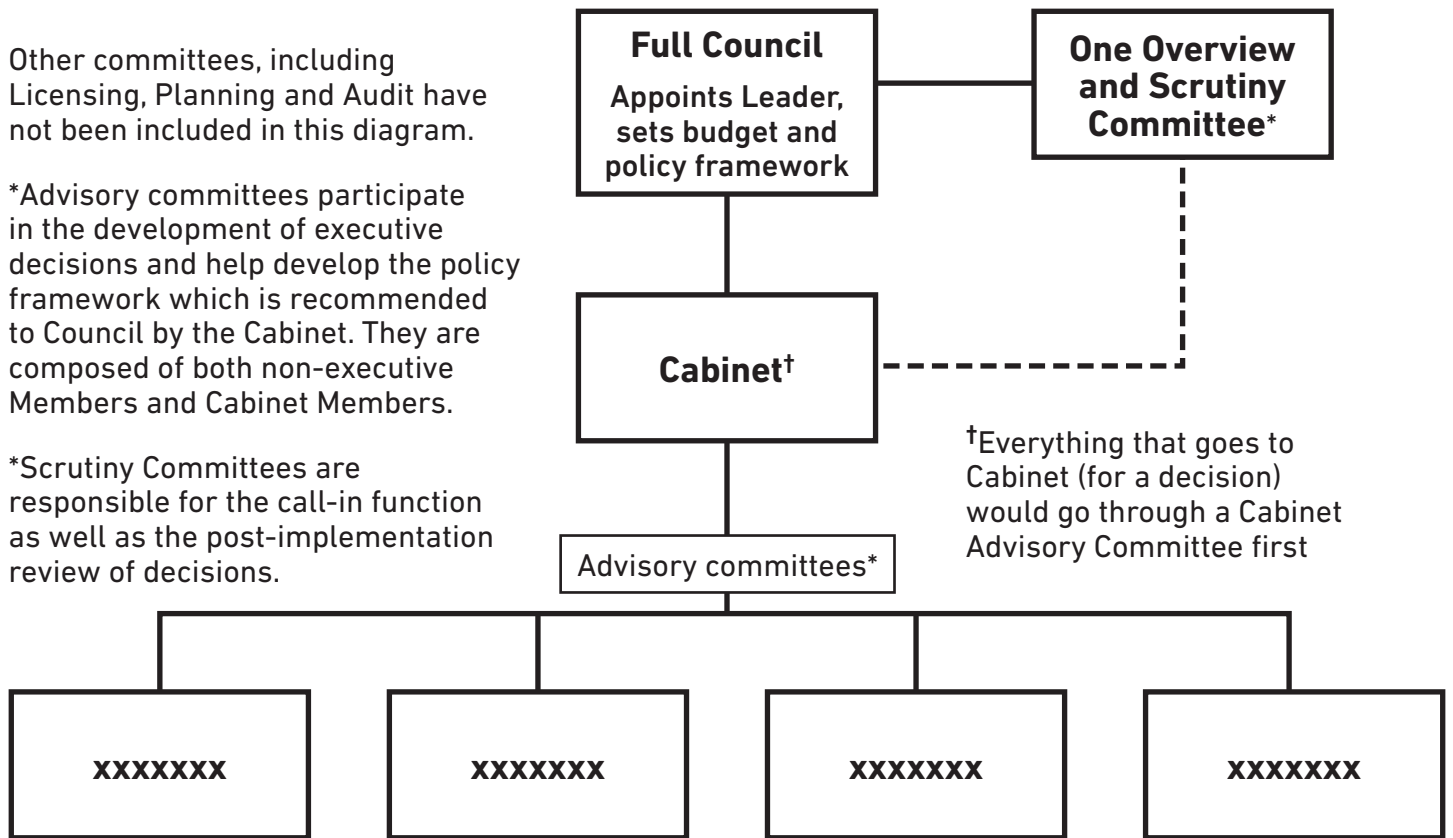 Other committees, including
Licensing, Planning and Audit have
not been included in this diagram.
*Advisory committees participate
in the development of executive
decisions and help develop the policy
framework which is recommended
to Council by the Cabinet. They are
composed of both non-executive
Members and Cabinet Members.
*Scrutiny Committees are
responsible for the call-in function
as well as the post-implementation
review of decisions.
Full Council
Appoints Leader,
sets budget and
policy framework
One Overview
and Scrutiny
Committee*
Cabinet†
†Everything that goes to
Cabinet (for a decision)
would go through a Cabinet
Advisory Committee first
Advisory committees*
xxxxxxx
xxxxxxx
xxxxxxx
xxxxxxx